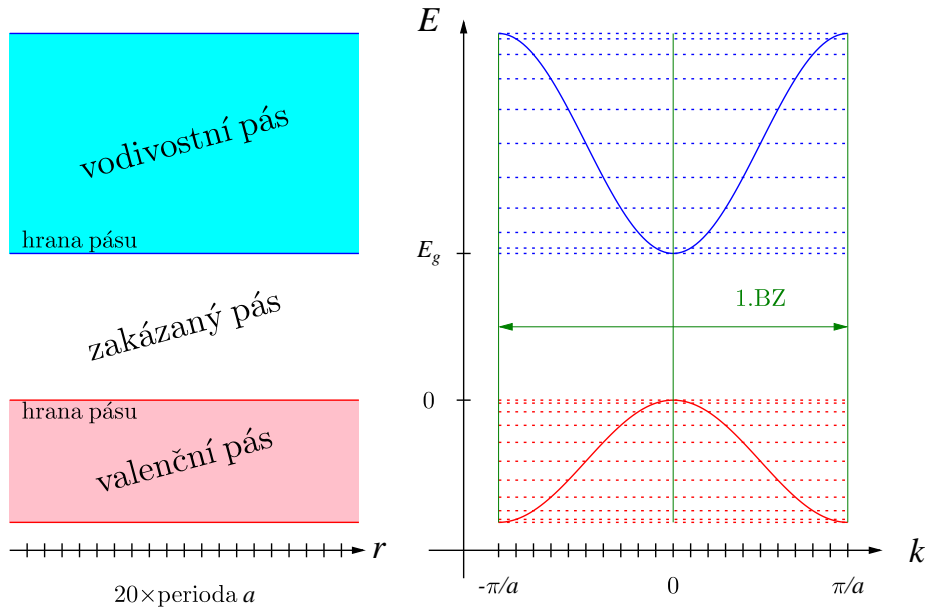 vodivostní pás
hrana pásu
zakázaný pás
hrana pásu
valenční pás
r
20×perioda a
E
E_g
1.BZ
0
k
-π/a
0
π/a